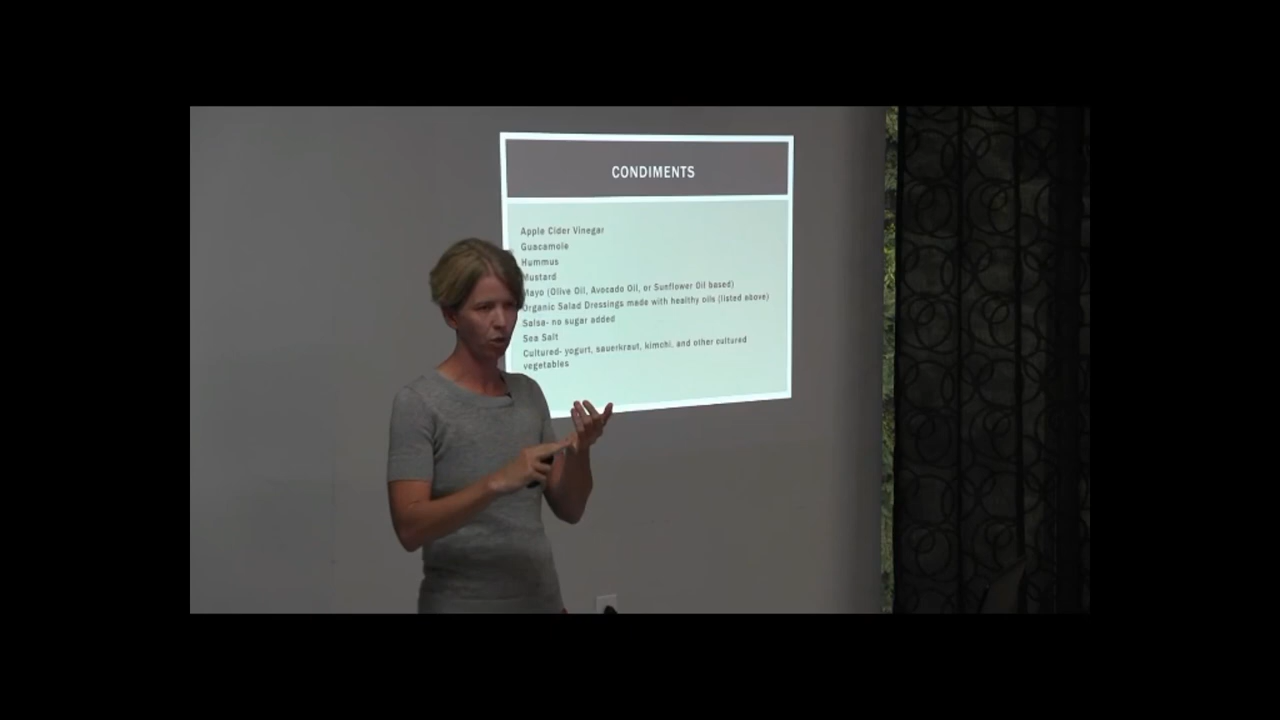 CONDIMENTS
Apple Cider Vinegar
Guacamole
Hummus
Mustard
Mayo (Olive Oil, Avocado Oil, or Sunflower Oil based)
Organic Salad Dressings made with healthy oils (listed above)
Salsa- no sugar added
Sea Salt
Cultured- yogurt, sauerkraut, kimchi, and other cultured
vegetables